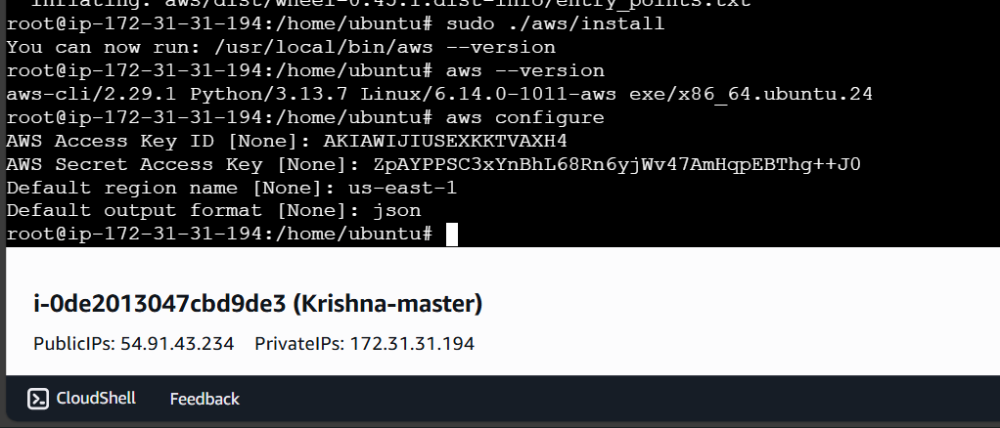 inflating: aws/dist/wheel-0.45.1.dist-info/entry_points.txt
root@ip-172-31-31-194:/home/ubuntu# sudo ./aws/install
You can now run: /usr/local/bin/aws --version
root@ip-172-31-31-194:/home/ubuntu# aws --version
aws-cli/2.29.1 Python/3.13.7 Linux/6.14.0-1011-aws exe/x86_64.ubuntu.24
root@ip-172-31-31-194:/home/ubuntu# aws configure
AWS Access Key ID [None]: AKIAWIJIUSEXKKTVAXH4
AWS Secret Access Key [None]: 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
Default region name [None]: us-east-1
Default output format [None]: json
root@ip-172-31-31-194:/home/ubuntu#
i-0de2013047cbd9de3 (Krishna-master)
PublicIPs: 54.91.43.234 PrivateIPs: 172.31.31.194
CloudShell Feedback